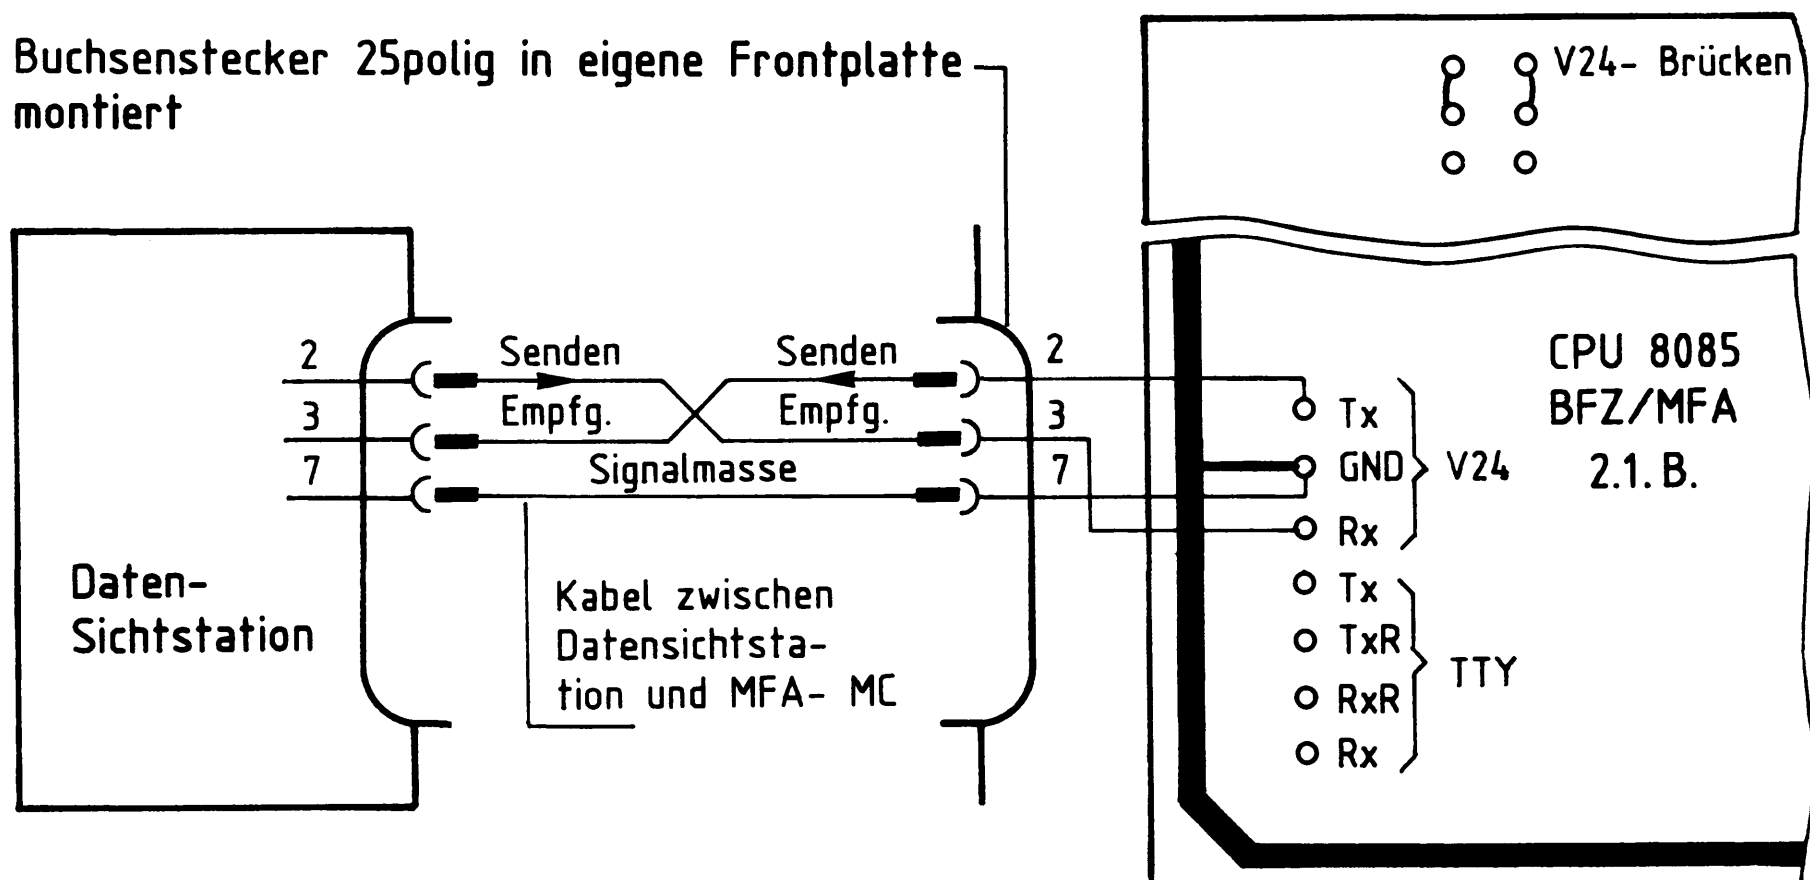 Buchsenstecker 25polig in eigene Frontplatte
montiert
V24- Brücken
2
Senden
Senden
2
3
Empfg.
Empfg.
3
7
Signalmasse
7
Daten-
Sichtstation
Kabel zwischen
Datensichtsta-
tion und MFA- MC
CPU 8085
BFZ/MFA
2.1. B.
Tx
GND
Rx
V24
Tx
TxR
RxR
Rx
TTY